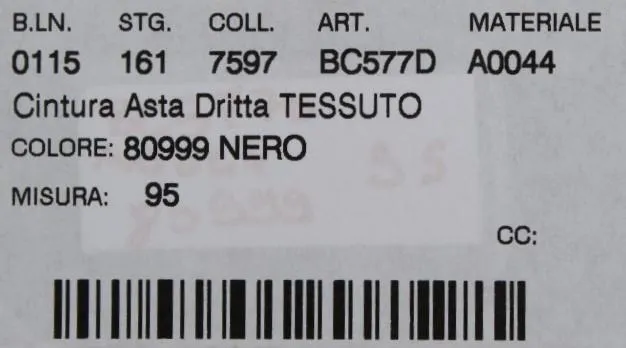 B.LN. STG. COLL. ART. MATERIALE
0115 161 7597 BC577D A0044
Cintura Asta Dritta TESSUTO
COLORE: 80999 NERO
MISURA: 95
CC: